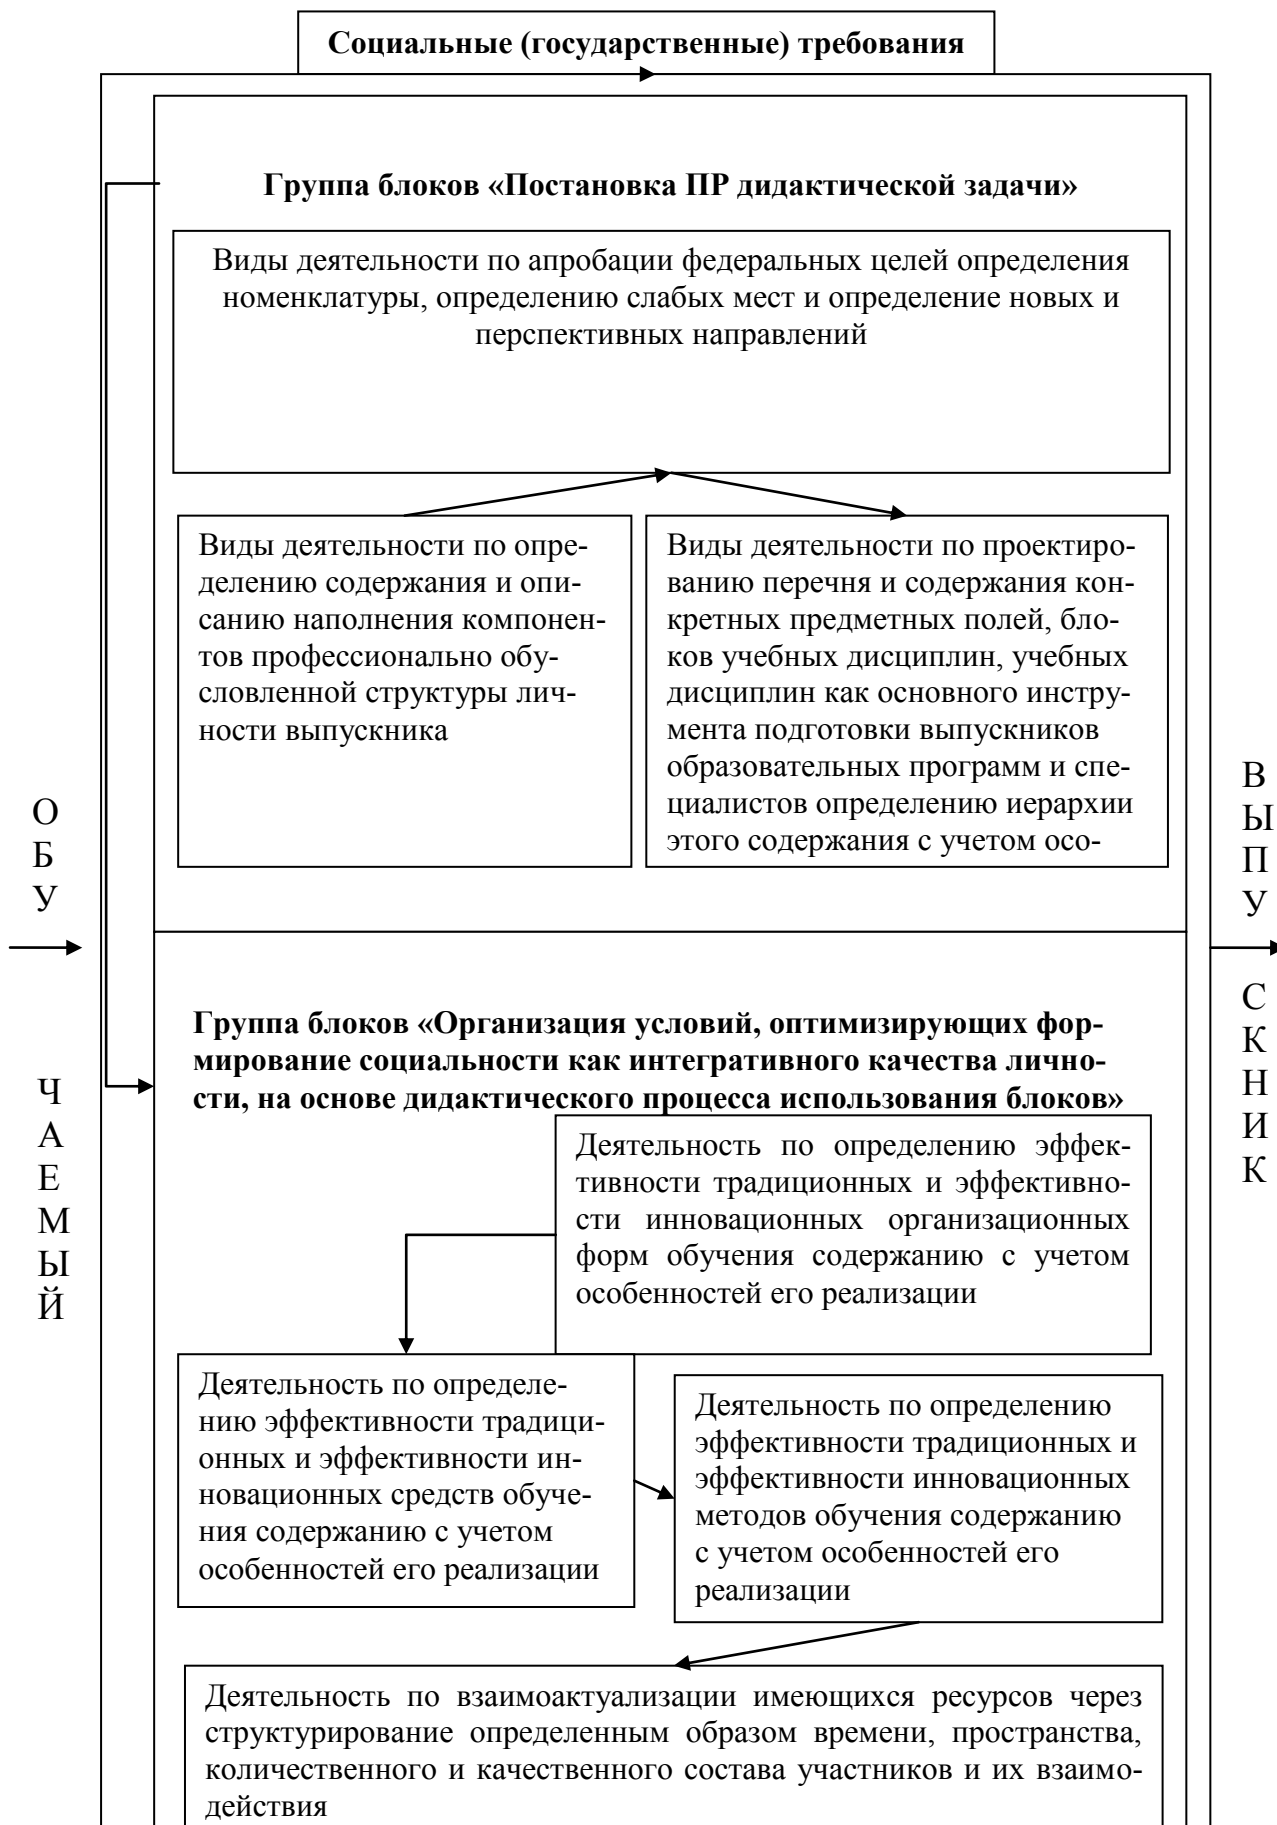 Социальные (государственные) требования
Группа блоков «Постановка ПР дидактической задачи»
Виды деятельности по апробации федеральных целей определения
номенклатуры, определению слабых мест и определение новых и
перспективных направлений
Виды деятельности по опре-
делению содержания и опи-
санию наполнения компонен-
тов профессионально обу-
словленной структуры лич-
ности выпускника
Виды деятельности по проектиро-
ванию перечня и содержания кон-
кретных предметных полей, бло-
ков учебных дисциплин, учебных
дисциплин как основного инстру-
мента подготовки выпускников
образовательных программ и спе-
циалистов определению иерархии
этого содержания с учетом осо-
О
Б
У
Ч
А
Е
М
Ы
Й
В
Ы
П
У
С
К
Н
И
К
Группа блоков «Организация условий, оптимизирующих фор-
мирование социальности как интегративного качества лично-
сти, на основе дидактического процесса использования блоков»
Деятельность по определению эффек-
тивности традиционных и эффективно-
сти инновационных организационных
форм обучения содержанию с учетом
особенностей его реализации
Деятельность по определе-
нию эффективности традици-
онных и эффективности ин-
новационных средств обуче-
ния содержанию с учетом
особенностей его реализации
Деятельность по определению
эффективности традиционных и
эффективности инновационных
методов обучения содержанию
с учетом особенностей его
реализации
Деятельность по взаимоактуализации имеющихся ресурсов через
структурирование определенным образом времени, пространства,
количественного и качественного состава участников и их взаимо-
действия